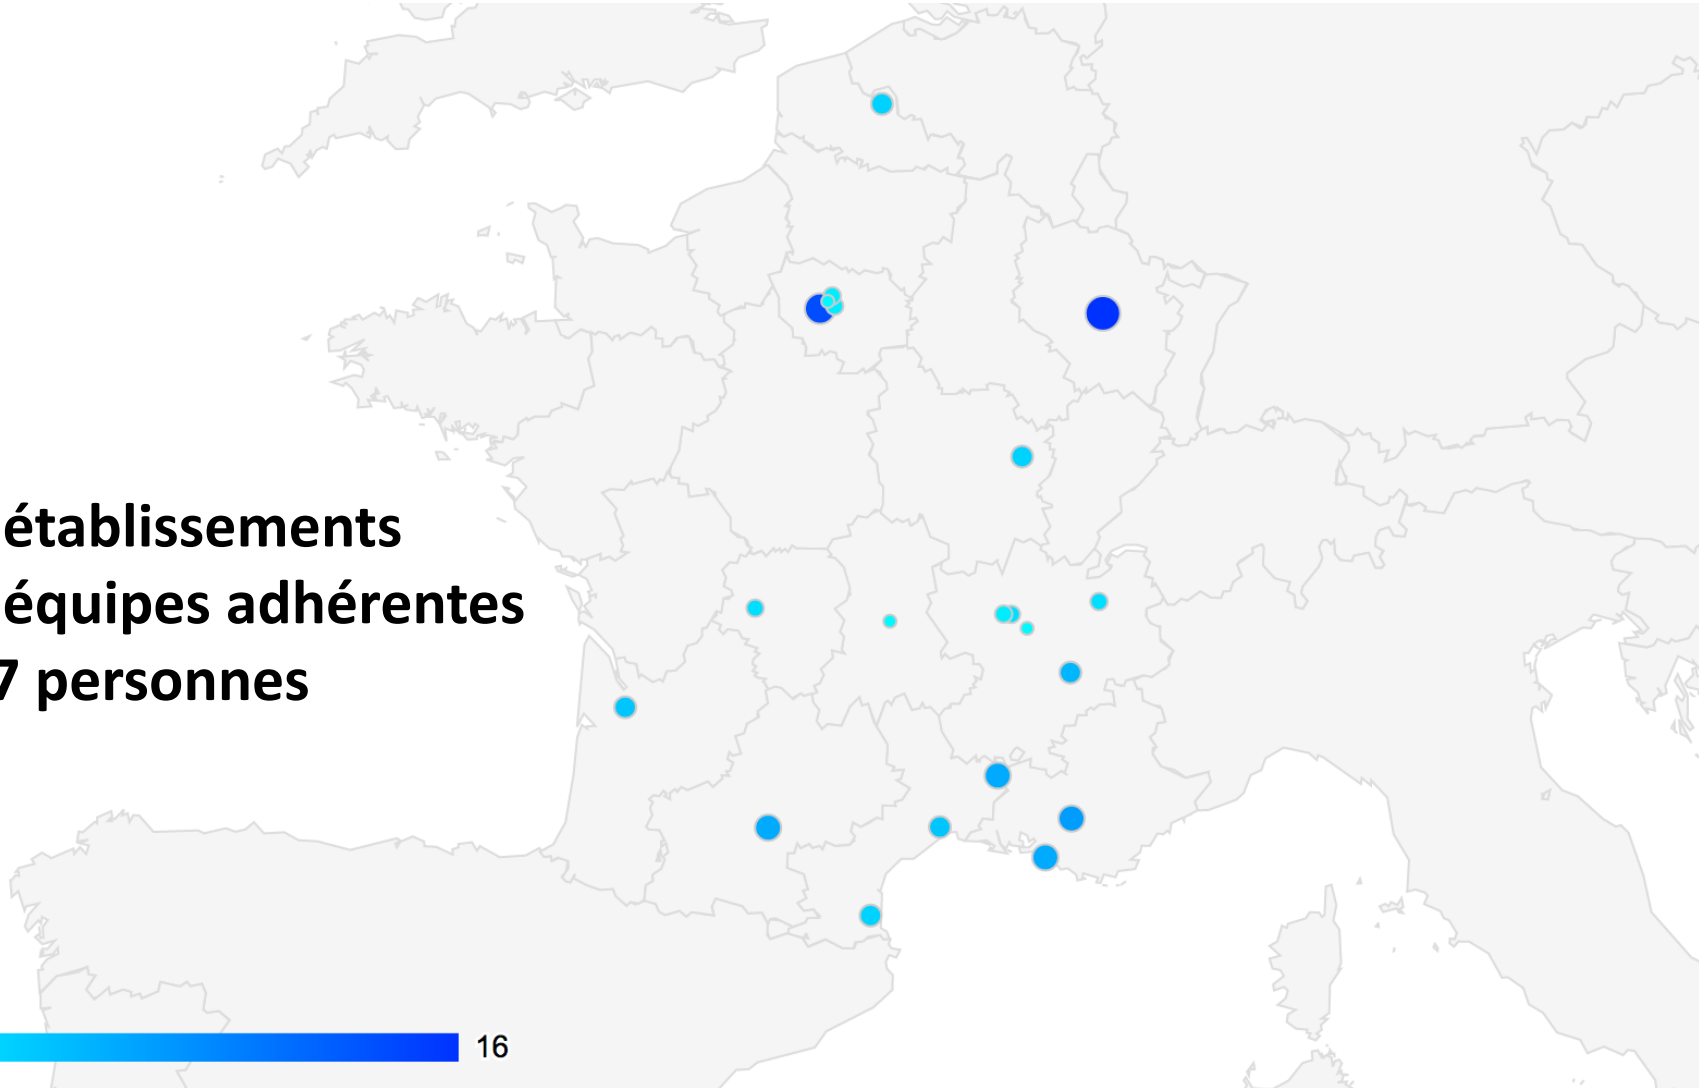 établissements
équipes adhérentes
7 personnes
16